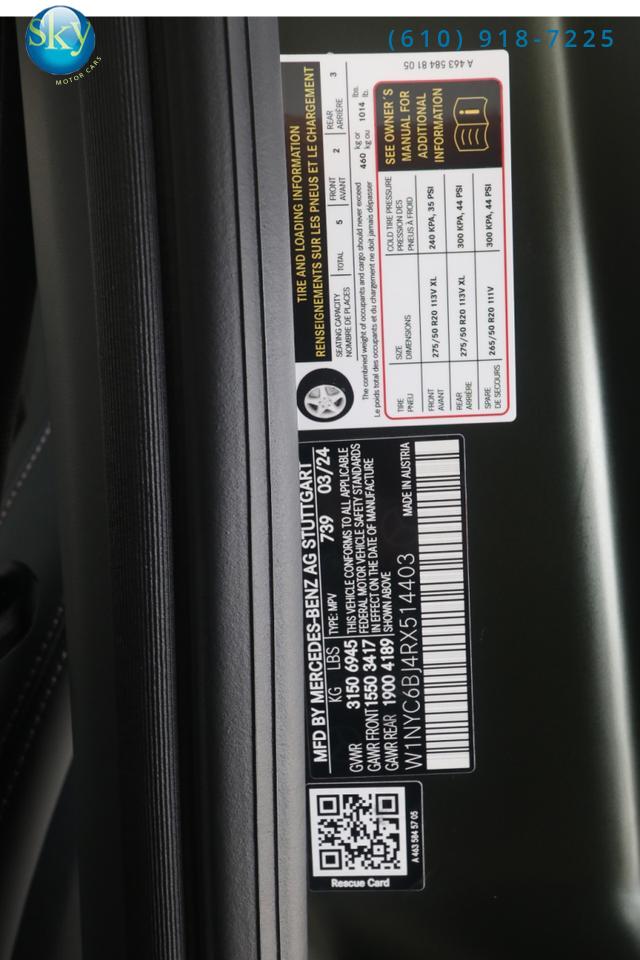 Sky
MOTOR CARS
(610) 918-7225
A 463 584 81 05
TIRE AND LOADING INFORMATION
RENSEIGNEMENTS SUR LES PNEUS ET LE CHARGEMENT
SEATING CAPACITY TOTAL 5 FRONT 2 REAR 3
NOMBRE DE PLACES AVANT ARRIÈRE
The combined weight of occupants and cargo should never exceed 460 kg or 1014 lbs.
Le poids total des occupants et du chargement ne doit jamais dépasser kg ou lb.
TIRE SIZE COLD TIRE PRESSURE
PNEU DIMENSIONS PRESSION DES
PNEUS À FROID
FRONT 275/50 R20 113V XL 240 KPA, 35 PSI
AVANT
REAR 275/50 R20 113V XL 300 KPA, 44 PSI
ARRIÈRE
SPARE 265/50 R20 111V 300 KPA, 44 PSI
DE SECOURS
SEE OWNER'S
MANUAL FOR
ADDITIONAL
INFORMATION
MFD BY MERCEDES-BENZ AG STUTTGART
KG LBS TYPE: MPV 739 03/24
GVWR 3150 6945 THIS VEHICLE CONFORMS TO ALL APPLICABLE
GAWR FRONT 1550 3417 FEDERAL MOTOR VEHICLE SAFETY STANDARDS
IN EFFECT ON THE DATE OF MANUFACTURE
GAWR REAR 1900 4189 SHOWN ABOVE
W1NYC6BJ4RX514403 MADE IN AUSTRIA
A 463 584 57 05
Rescue Card